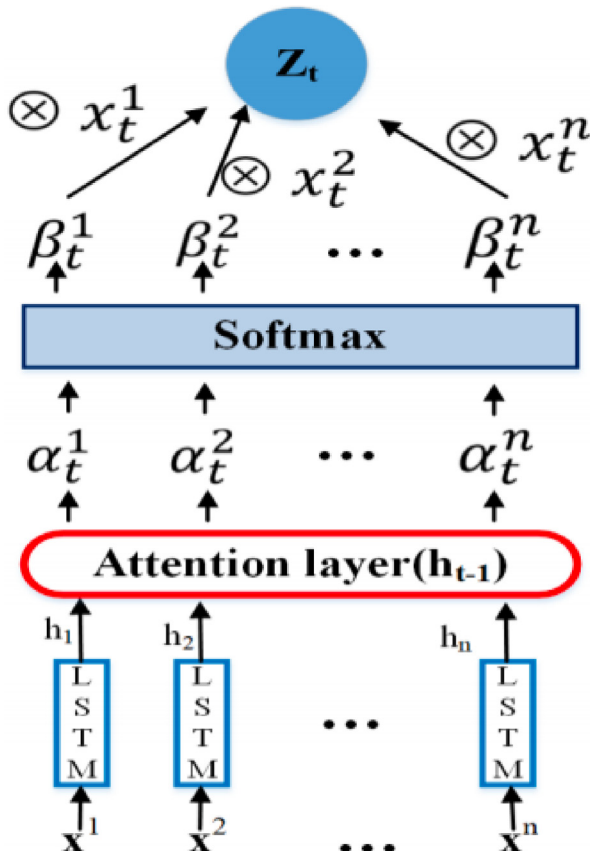 Z_t
⊗ x_t^1 ⊗ x_t^2 ⊗ x_t^n
β_t^1 β_t^2 ... β_t^n
Softmax
α_t^1 α_t^2 ... α_t^n
Attention layer(h_{t-1})
h_1 h_2 h_n
LSTM LSTM ... LSTM
x^1 x^2 ... x^n